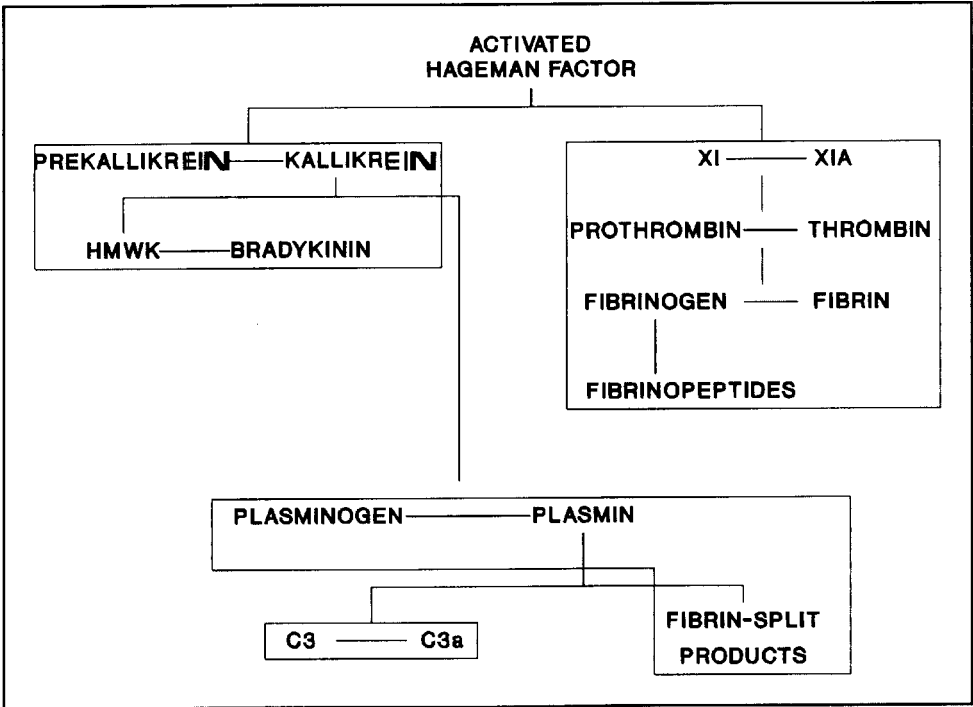 ACTIVATED
HAGEMAN FACTOR
PREKALLIKREIN KALLIKREIN
HMWK BRADYKININ
XI XIA
PROTHROMBIN THROMBIN
FIBRINOGEN FIBRIN
FIBRINOPEPTIDES
PLASMINOGEN PLASMIN
C3 C3a
FIBRIN-SPLIT
PRODUCTS